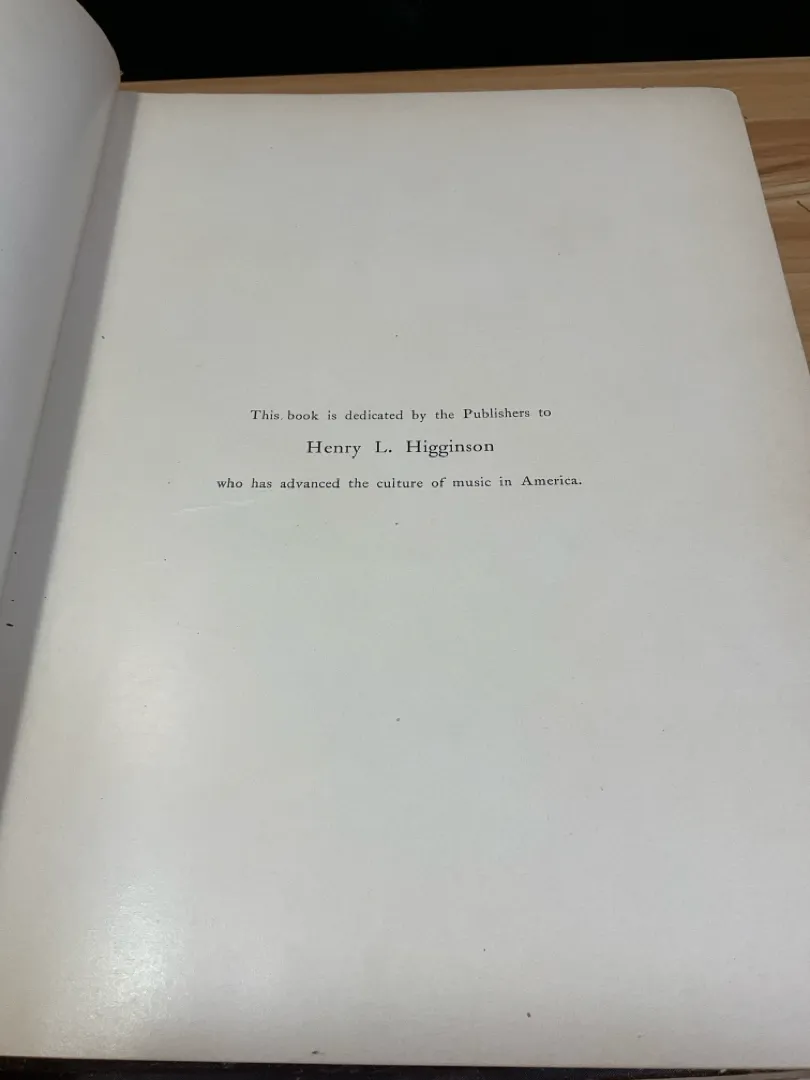 This book is dedicated by the Publishers to
Henry L. Higginson
who has advanced the culture of music in America.